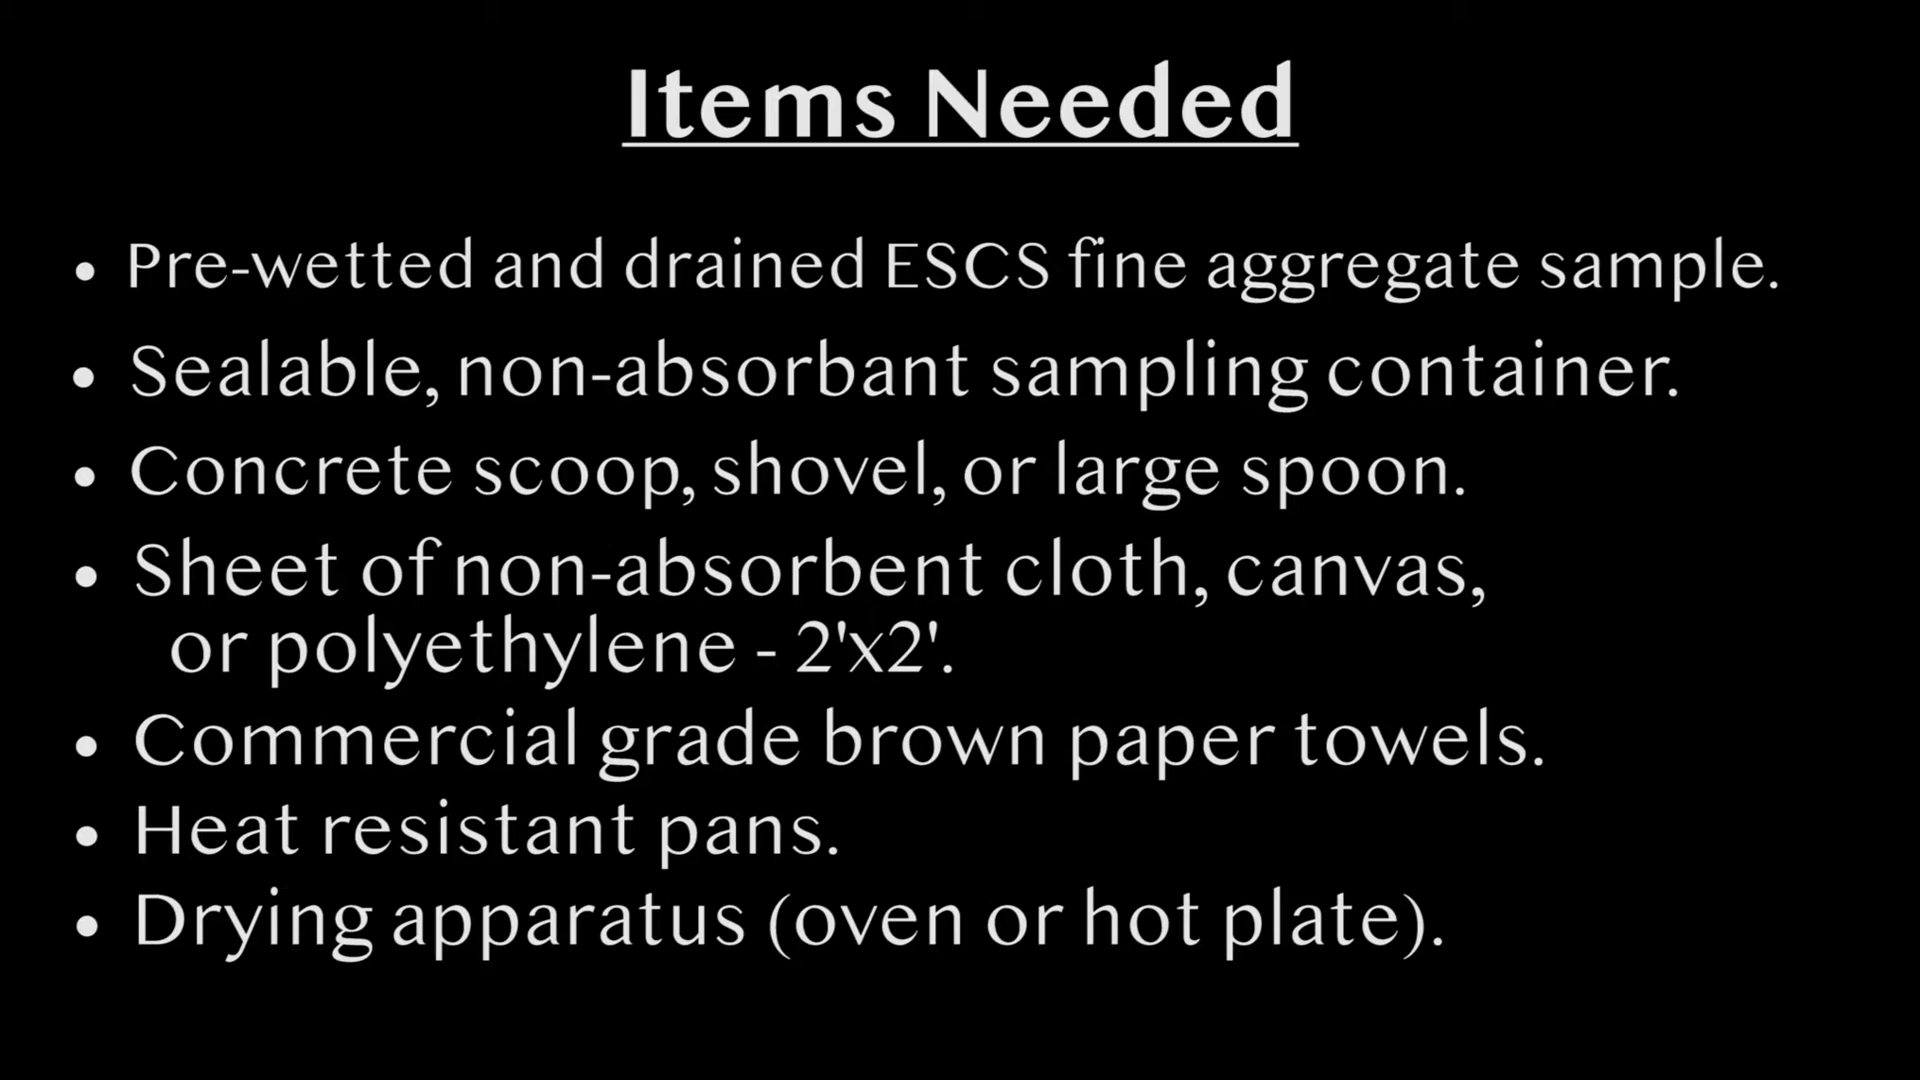 Items Needed
• Pre-wetted and drained ESCS fine aggregate sample.
• Sealable, non-absorbant sampling container.
• Concrete scoop, shovel, or large spoon.
• Sheet of non-absorbent cloth, canvas,
or polyethylene - 2'x2'.
• Commercial grade brown paper towels.
• Heat resistant pans.
• Drying apparatus (oven or hot plate).